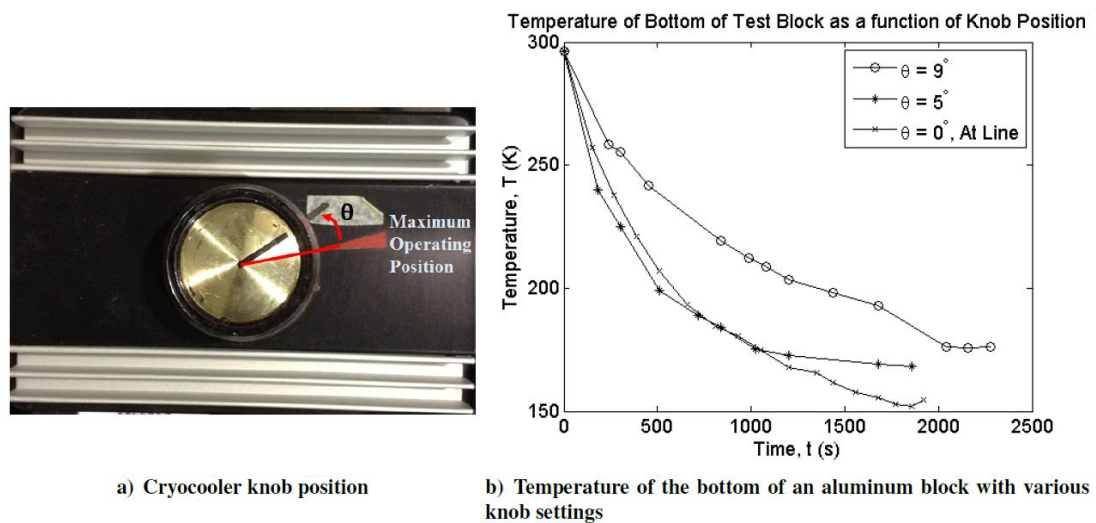 θ
Maximum
Operating
Position
a) Cryocooler knob position
Temperature of Bottom of Test Block as a function of Knob Position
300
250
200
150
Temperature, T (K)
θ = 9°
θ = 5°
θ = 0°, At Line
0 500 1000 1500 2000 2500
Time, t (s)
b) Temperature of the bottom of an aluminum block with various
knob settings